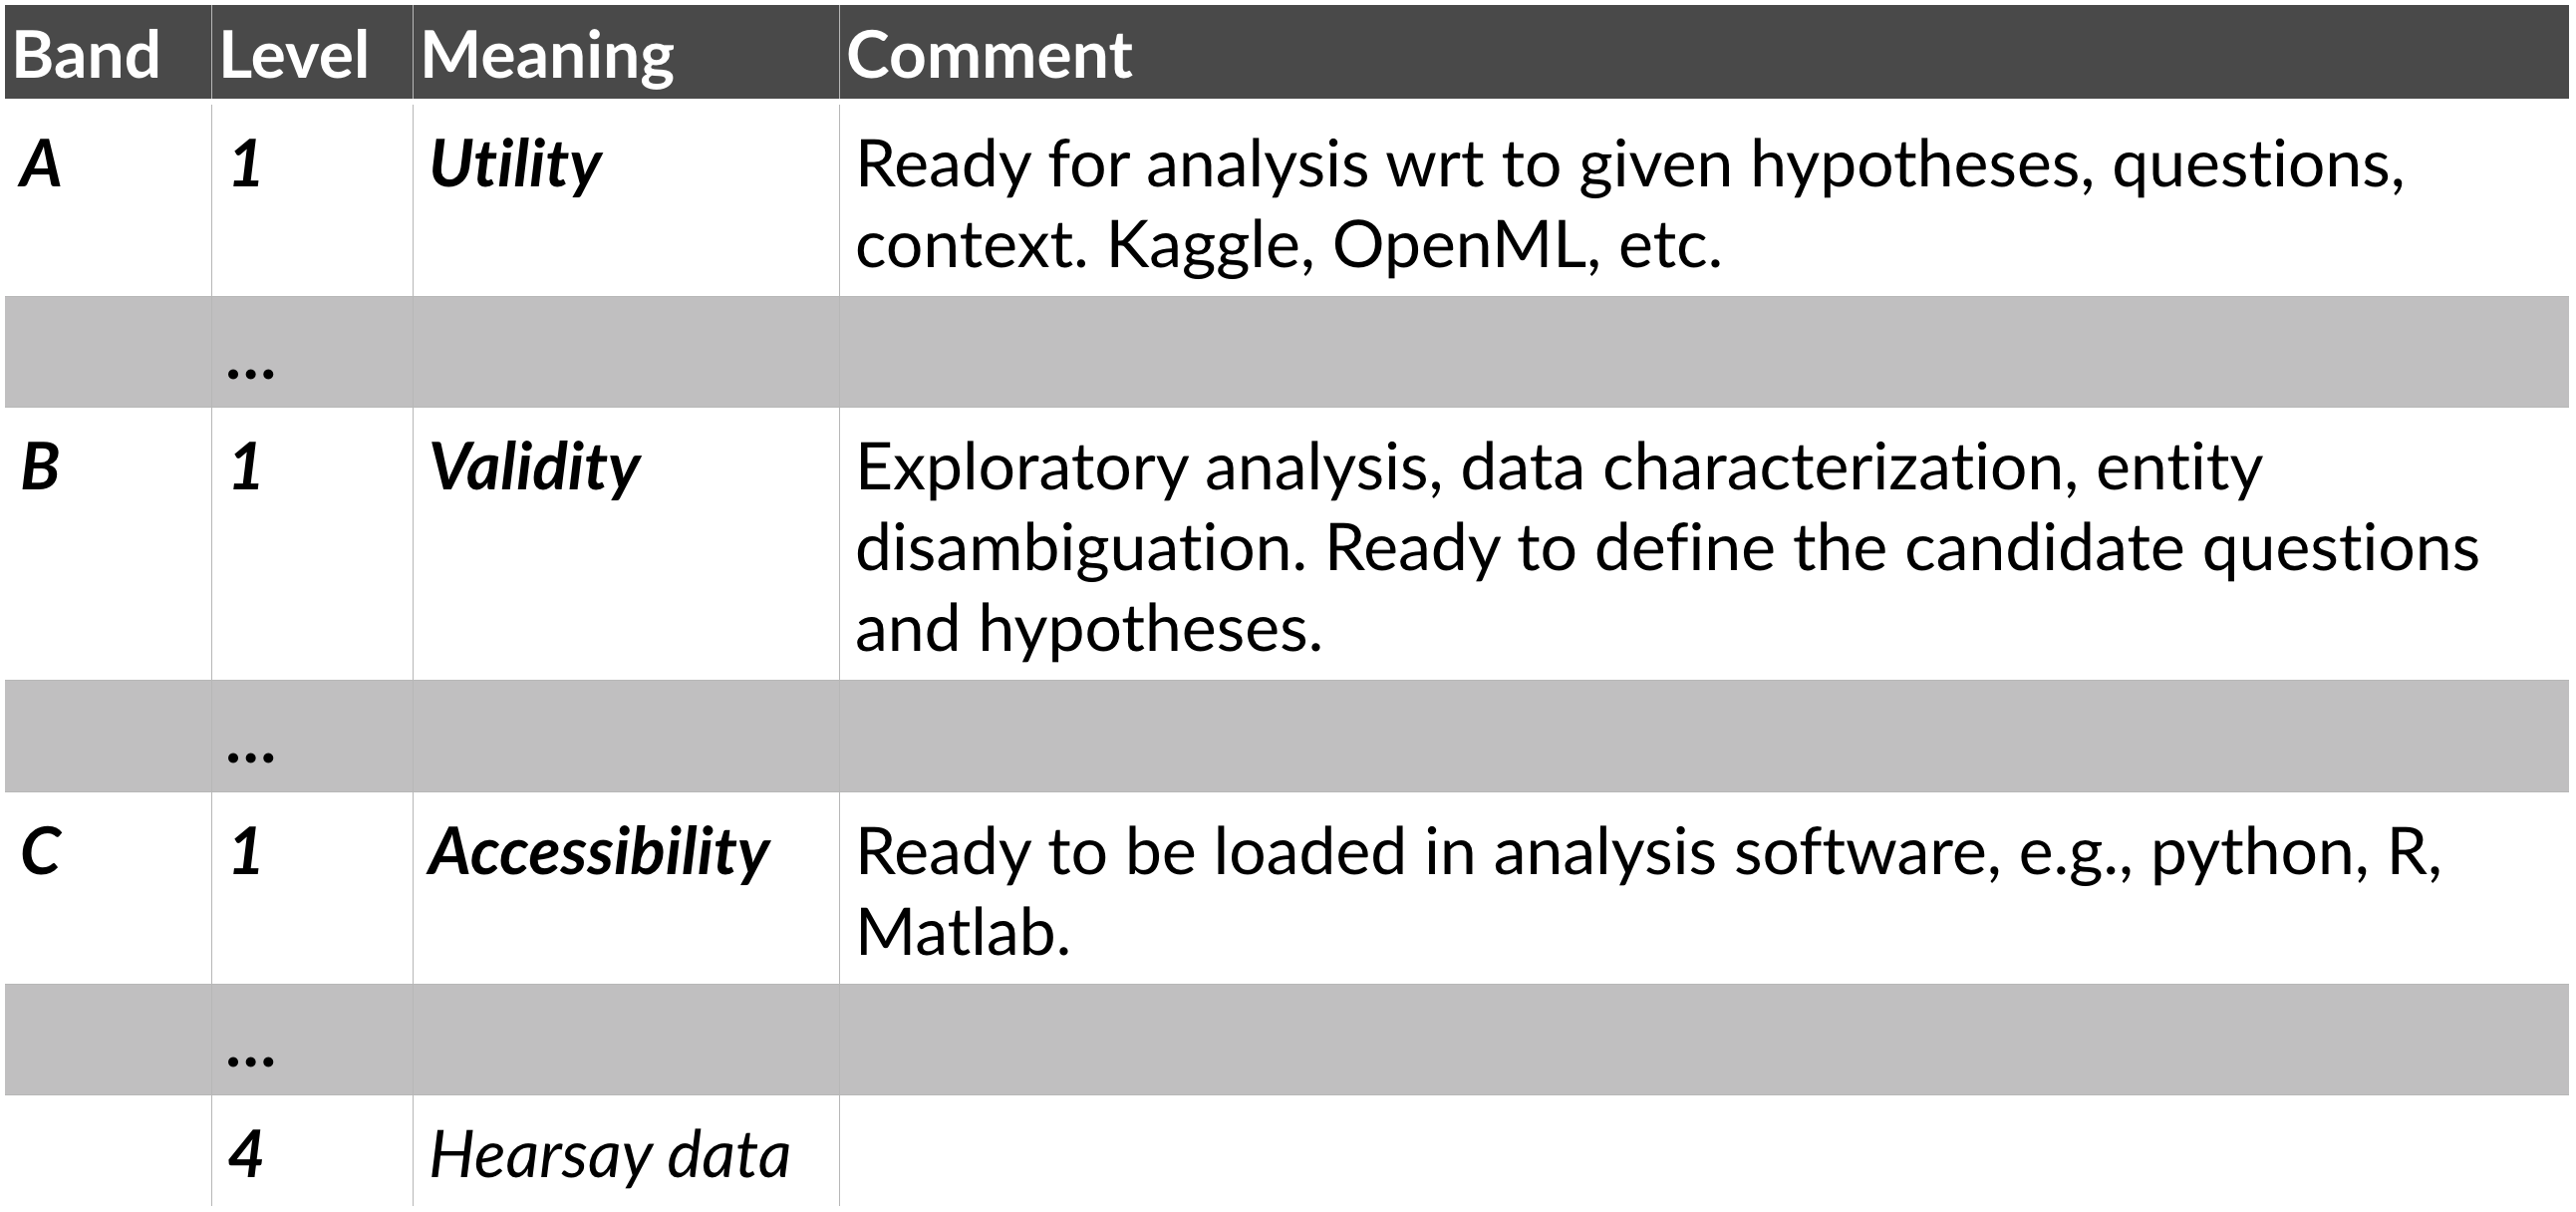 Band Level Meaning Comment
A 1 Utility Ready for analysis wrt to given hypotheses, questions,
context. Kaggle, OpenML, etc.
...
B 1 Validity Exploratory analysis, data characterization, entity
disambiguation. Ready to define the candidate questions
and hypotheses.
...
C 1 Accessibility Ready to be loaded in analysis software, e.g., python, R,
Matlab.
...
4 Hearsay data